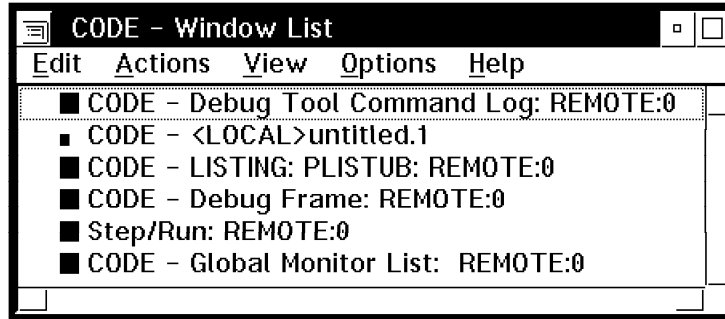 CODE - Window List
Edit Actions View Options Help
CODE - Debug Tool Command Log: REMOTE:0
CODE - <LOCAL>untitled.1
CODE - LISTING: PLISTUB: REMOTE:0
CODE - Debug Frame: REMOTE:0
Step/Run: REMOTE:0
CODE - Global Monitor List: REMOTE:0